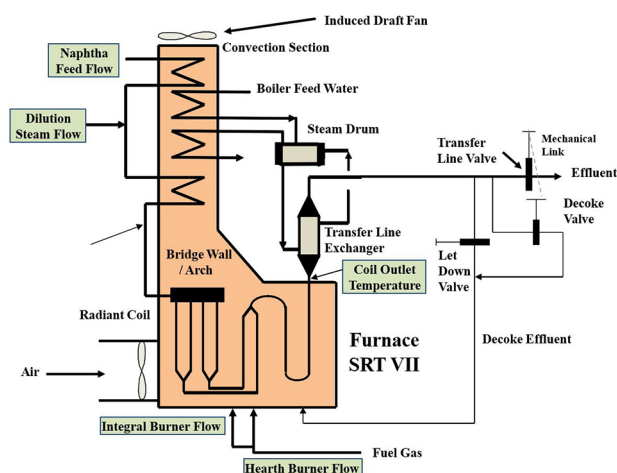 Induced Draft Fan
Naphtha
Feed Flow
Convection Section
Boiler Feed Water
Dilution
Steam Flow
Steam Drum
Transfer
Line Valve
Mechanical
Link
Effluent
Decoke
Valve
Transfer Line
Exchanger
Bridge Wall
/ Arch
Coil Outlet
Temperature
Let
Down
Valve
Radiant Coil
Furnace
SRT VII
Decoke Effluent
Air
Integral Burner Flow
Fuel Gas
Hearth Burner Flow